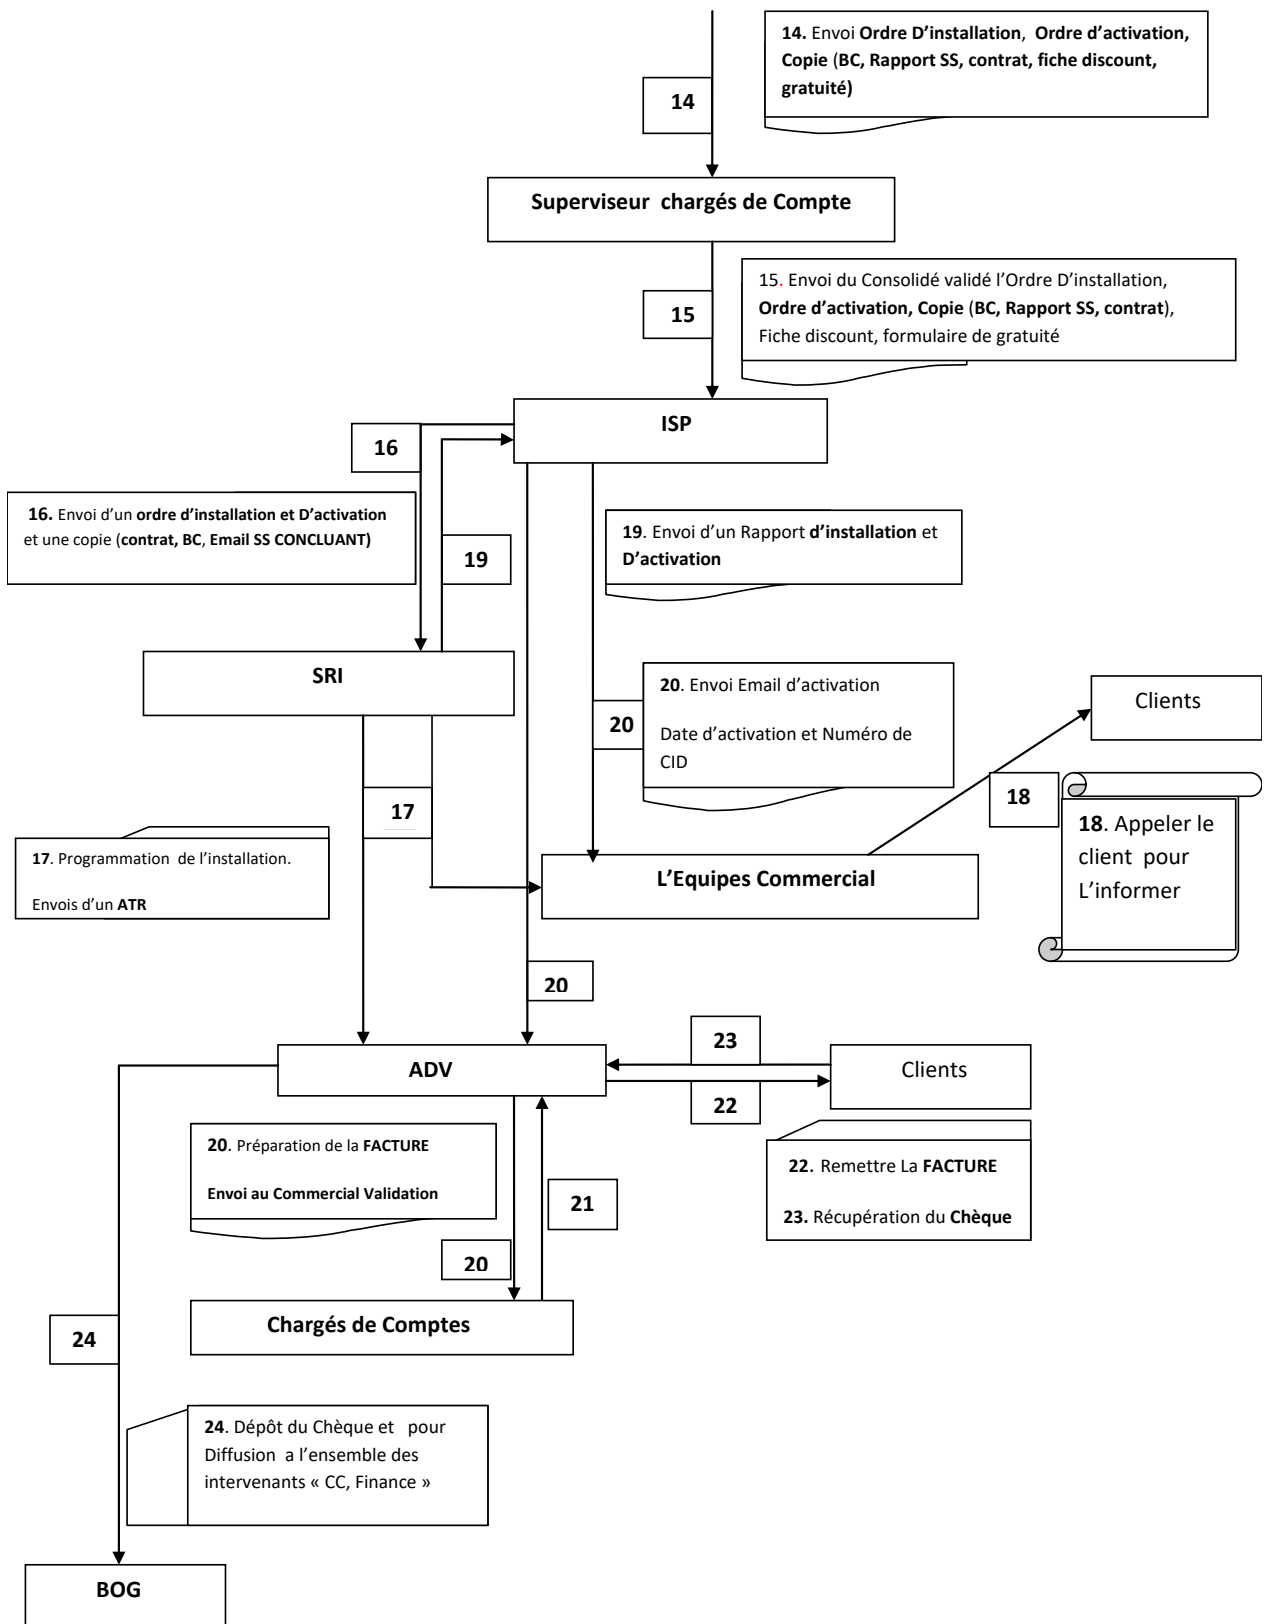 14. Envoi Ordre D’installation, Ordre d’activation,
Copie (BC, Rapport SS, contrat, fiche discount,
gratuité)
14
Superviseur chargés de Compte
15. Envoi du Consolidé validé l’Ordre D’installation,
Ordre d’activation, Copie (BC, Rapport SS, contrat),
Fiche discount, formulaire de gratuité
15
ISP
16
16. Envoi d’un ordre d’installation et D’activation
et une copie (contrat, BC, Email SS CONCLUANT)
19
19. Envoi d’un Rapport d’installation et
D’activation
SRI
20. Envoi Email d’activation
Date d’activation et Numéro de
CID
20
Clients
17
18
18. Appeler le
client pour
L’informer
17. Programmation de l’installation.
Envois d’un ATR
L’Equipes Commercial
20
23
ADV
Clients
22
20. Préparation de la FACTURE
Envoi au Commercial Validation
21
22. Remettre La FACTURE
23. Récupération du Chèque
20
Chargés de Comptes
24
24. Dépôt du Chèque et pour
Diffusion a l’ensemble des
intervenants « CC, Finance »
BOG